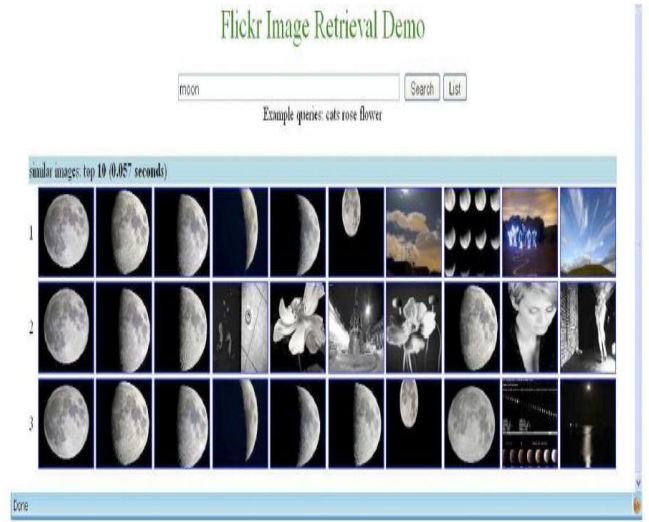 Flickr Image Retrieval Demo
moon Search List
Example queries: cats rose flower
similar images: top 10 (0.057 seconds)
1
2
3
Done